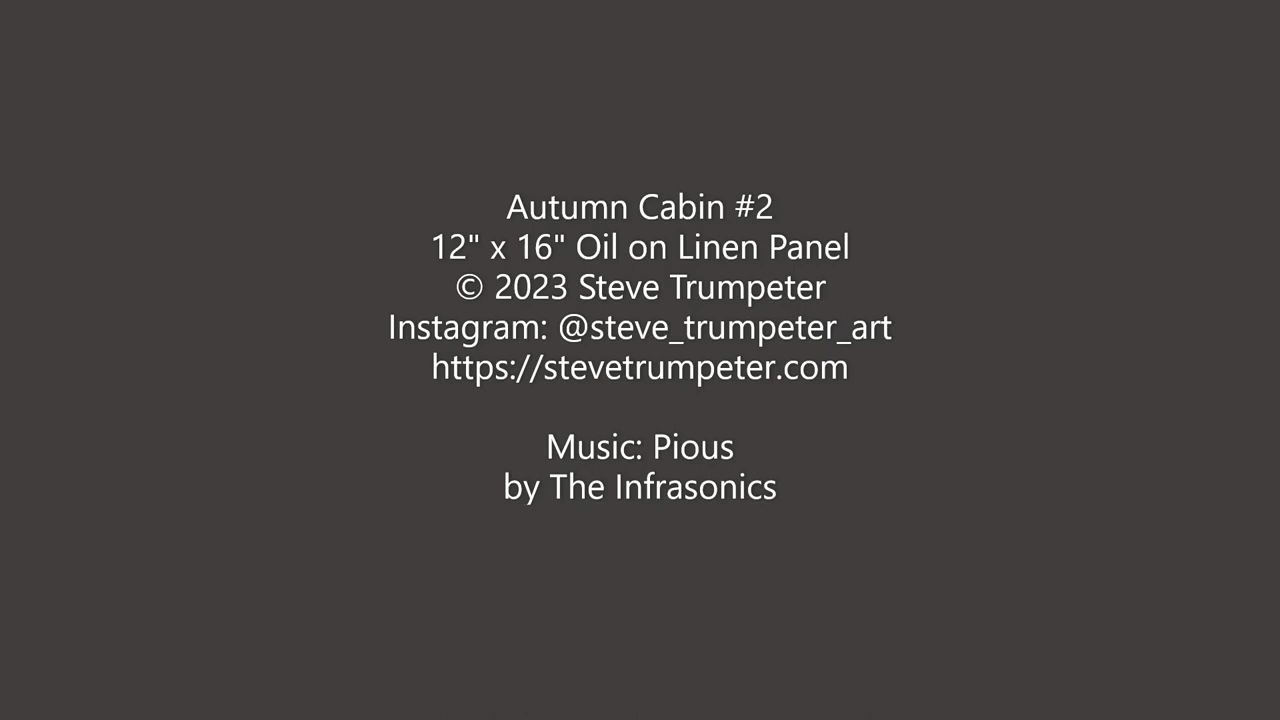 Autumn Cabin #2
12" x 16" Oil on Linen Panel
© 2023 Steve Trumpeter
Instagram: @steve_trumpeter_art
https://stevetrumpeter.com
Music: Pious
by The Infrasonics